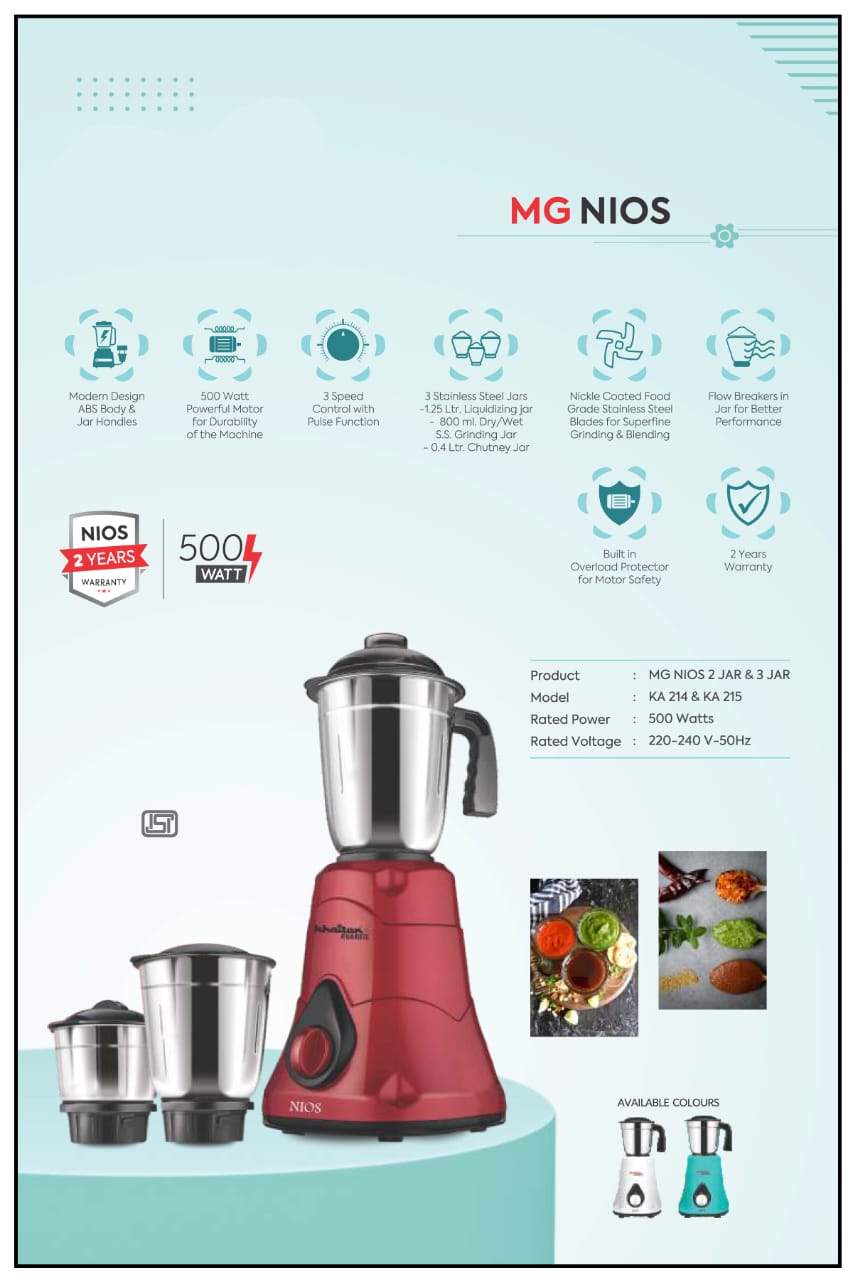 MG NIOS
Modern Design
ABS Body &
Jar Handles
500 Watt
Powerful Motor
for Durability
of the Machine
3 Speed
Control with
Pulse Function
3 Stainless Steel Jars
-1.25 Ltr. Liquidizing jar
- 800 ml. Dry/Wet
S.S. Grinding Jar
- 0.4 Ltr. Chutney Jar
Nickle Coated Food
Grade Stainless Steel
Blades for Superfine
Grinding & Blending
Flow Breakers in
Jar for Better
Performance
Built in
Overload Protector
for Motor Safety
2 Years
Warranty
NIOS
2 YEARS
WARRANTY
500
WATT
Product : MG NIOS 2 JAR & 3 JAR
Model : KA 214 & KA 215
Rated Power : 500 Watts
Rated Voltage : 220-240 V-50Hz
ISI
khaitan
AVAANTE
NIOS
AVAILABLE COLOURS